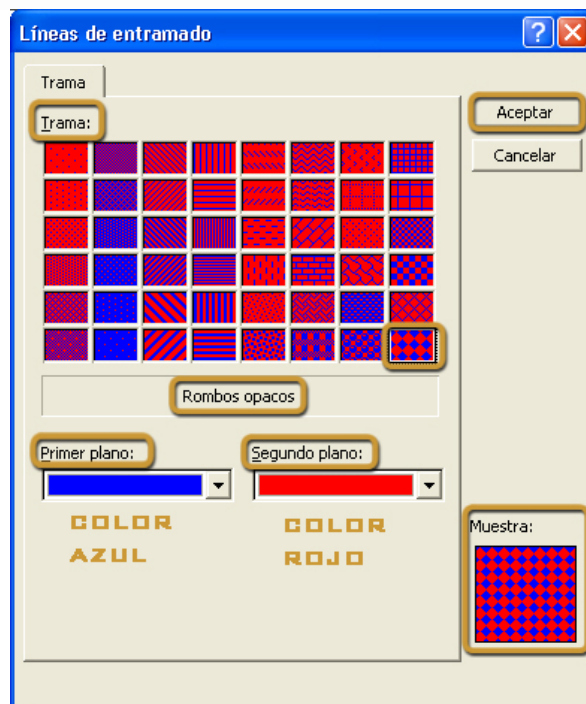 Líneas de entramado
Trama
Trama:
Aceptar
Cancelar
Rombos opacos
Primer plano:
Segundo plano:
COLOR
AZUL
COLOR
ROJO
Muestra: